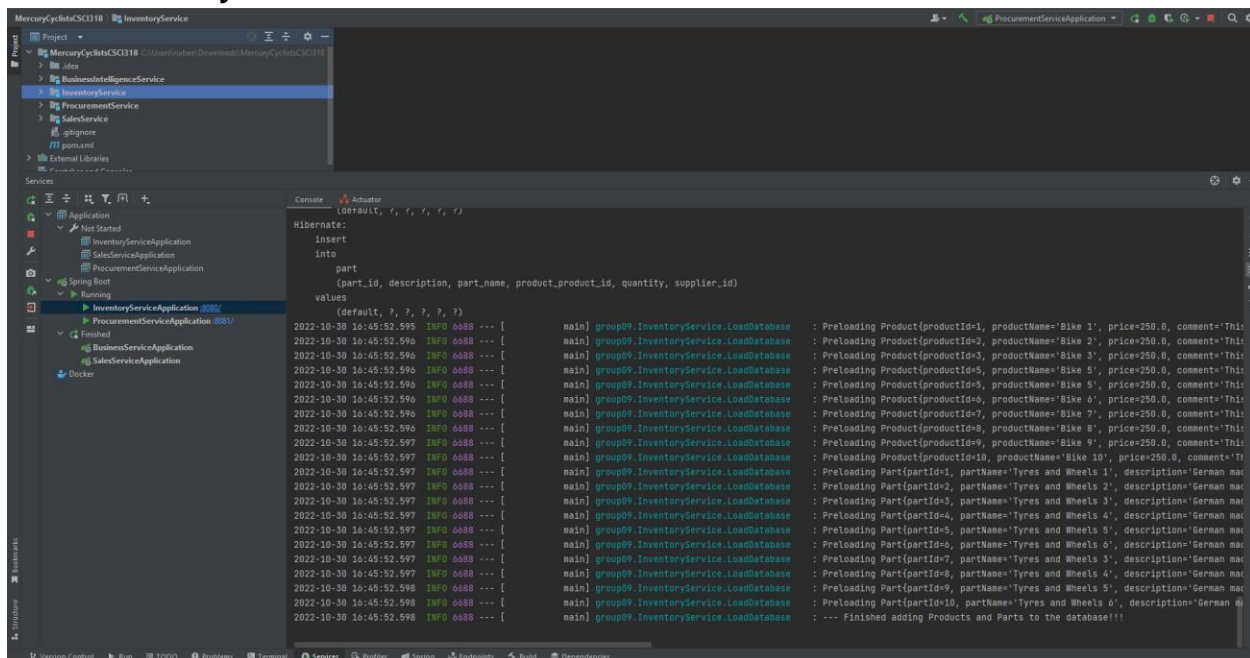 MercuryCyclistsCSCI318 InventoryService
ProcurementServiceApplication
Project
MercuryCyclistsCSCI318 C:\Users\nabee\Downloads\MercuryCyclistsCSCI318
.idea
BusinessIntelligenceService
InventoryService
ProcurementService
SalesService
.gitignore
pom.xml
External Libraries
Scratches and Consoles
Services
Application
Not Started
InventoryServiceApplication
SalesServiceApplication
ProcurementServiceApplication
Spring Boot
Running
InventoryServiceApplication :8080/
ProcurementServiceApplication :8081/
Finished
BusinessServiceApplication
SalesServiceApplication
Docker
Console Actuator
(default, ?, ?, ?, ?, ?)
Hibernate:
insert
into
part
(part_id, description, part_name, product_product_id, quantity, supplier_id)
values
(default, ?, ?, ?, ?, ?)
2022-10-30 16:45:52.595 INFO 6688 --- [ main] group09.InventoryService.LoadDatabase : Preloading Product{productId=1, productName='Bike 1', price=250.0, comment='This
2022-10-30 16:45:52.596 INFO 6688 --- [ main] group09.InventoryService.LoadDatabase : Preloading Product{productId=2, productName='Bike 2', price=250.0, comment='This
2022-10-30 16:45:52.596 INFO 6688 --- [ main] group09.InventoryService.LoadDatabase : Preloading Product{productId=3, productName='Bike 3', price=250.0, comment='This
2022-10-30 16:45:52.596 INFO 6688 --- [ main] group09.InventoryService.LoadDatabase : Preloading Product{productId=5, productName='Bike 5', price=250.0, comment='This
2022-10-30 16:45:52.596 INFO 6688 --- [ main] group09.InventoryService.LoadDatabase : Preloading Product{productId=5, productName='Bike 5', price=250.0, comment='This
2022-10-30 16:45:52.596 INFO 6688 --- [ main] group09.InventoryService.LoadDatabase : Preloading Product{productId=6, productName='Bike 6', price=250.0, comment='This
2022-10-30 16:45:52.596 INFO 6688 --- [ main] group09.InventoryService.LoadDatabase : Preloading Product{productId=7, productName='Bike 7', price=250.0, comment='This
2022-10-30 16:45:52.596 INFO 6688 --- [ main] group09.InventoryService.LoadDatabase : Preloading Product{productId=8, productName='Bike 8', price=250.0, comment='This
2022-10-30 16:45:52.597 INFO 6688 --- [ main] group09.InventoryService.LoadDatabase : Preloading Product{productId=9, productName='Bike 9', price=250.0, comment='This
2022-10-30 16:45:52.597 INFO 6688 --- [ main] group09.InventoryService.LoadDatabase : Preloading Product{productId=10, productName='Bike 10', price=250.0, comment='Th
2022-10-30 16:45:52.597 INFO 6688 --- [ main] group09.InventoryService.LoadDatabase : Preloading Part{partId=1, partName='Tyres and Wheels 1', description='German mac
2022-10-30 16:45:52.597 INFO 6688 --- [ main] group09.InventoryService.LoadDatabase : Preloading Part{partId=2, partName='Tyres and Wheels 2', description='German mac
2022-10-30 16:45:52.597 INFO 6688 --- [ main] group09.InventoryService.LoadDatabase : Preloading Part{partId=3, partName='Tyres and Wheels 3', description='German mac
2022-10-30 16:45:52.597 INFO 6688 --- [ main] group09.InventoryService.LoadDatabase : Preloading Part{partId=4, partName='Tyres and Wheels 4', description='German mac
2022-10-30 16:45:52.597 INFO 6688 --- [ main] group09.InventoryService.LoadDatabase : Preloading Part{partId=5, partName='Tyres and Wheels 5', description='German mac
2022-10-30 16:45:52.597 INFO 6688 --- [ main] group09.InventoryService.LoadDatabase : Preloading Part{partId=6, partName='Tyres and Wheels 6', description='German mac
2022-10-30 16:45:52.597 INFO 6688 --- [ main] group09.InventoryService.LoadDatabase : Preloading Part{partId=7, partName='Tyres and Wheels 3', description='German mac
2022-10-30 16:45:52.597 INFO 6688 --- [ main] group09.InventoryService.LoadDatabase : Preloading Part{partId=8, partName='Tyres and Wheels 4', description='German mac
2022-10-30 16:45:52.598 INFO 6688 --- [ main] group09.InventoryService.LoadDatabase : Preloading Part{partId=9, partName='Tyres and Wheels 5', description='German mac
2022-10-30 16:45:52.598 INFO 6688 --- [ main] group09.InventoryService.LoadDatabase : Preloading Part{partId=10, partName='Tyres and Wheels 6', description='German m
2022-10-30 16:45:52.598 INFO 6688 --- [ main] group09.InventoryService.LoadDatabase : --- Finished adding Products and Parts to the database!!!
Bookmarks
Structure
Version Control Run TODO Problems Terminal Services Profiler Spring Endpoints Build Dependencies